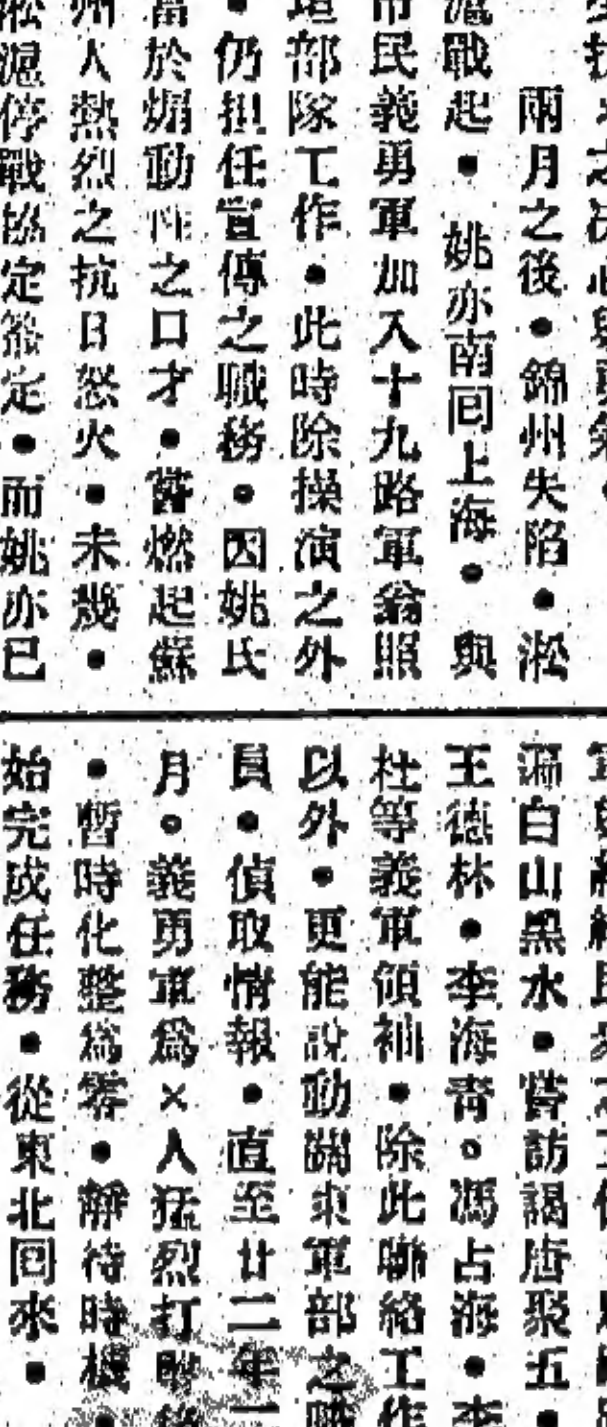 兩月之後•錦州失陷•淞
滬戰起•姚亦南囘上海•與
市民義勇軍加入十九路軍翁照
垣部隊工作•此時除操演之外
•仍担任宣傳之職務•因姚氏
富於煽動性之口才•嘗燃起蘇
州人熱烈之抗日怒火•未幾•
淞滬停戰協定簽定•而姚亦已
遍白山黑水•嘗訪謁唐聚五•
王德林•李海青。馮占海•李
杜等義軍領袖•除此聯絡工作
以外•更能說動關東軍部之職
員•偵取情報•直至廿二年
月。義勇軍爲×人猛烈打
•暫時化整爲零•靜待時機•
始完成任務•從東北囘來•